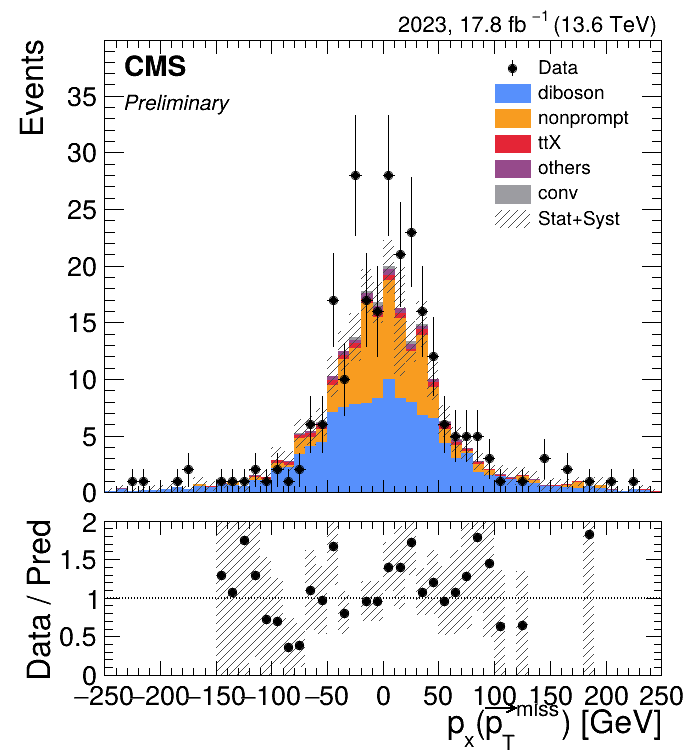 2023, 17.8 fb⁻¹ (13.6 TeV)
CMS
Preliminary
Events
35
30
25
20
15
10
5
0
Data
diboson
nonprompt
ttX
others
conv
Stat+Syst
Data / Pred
2
1.5
1
0.5
0
−250 −200 −150 −100 −50 0 50 100 150 200 250
p_x(p_T^miss) [GeV]